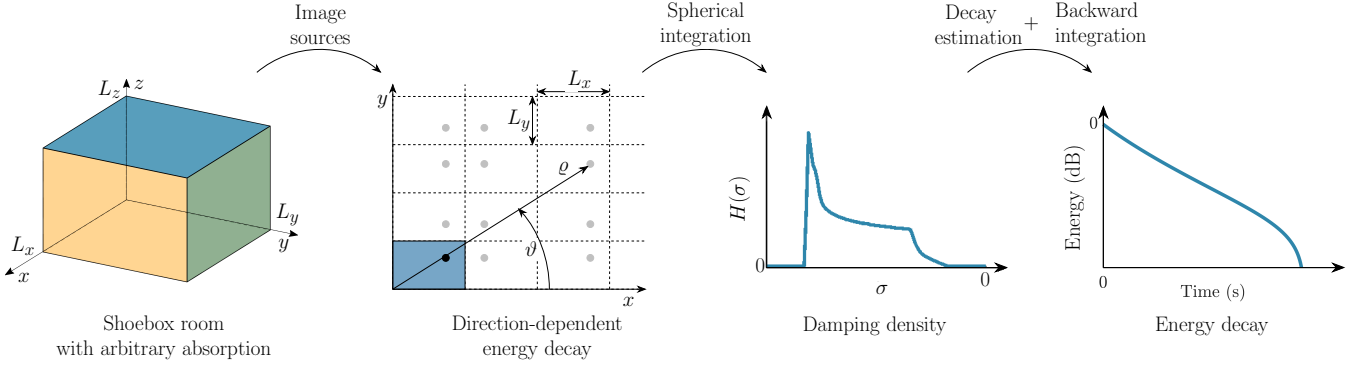 Image
sources
Spherical
integration
Decay
estimation
+
Backward
integration
L_z
z
L_y
y
L_x
x
y
L_x
L_y
ϱ
ϑ
x
H(σ)
0
σ
0
0
Energy (dB)
0
Time (s)
Shoebox room
with arbitrary absorption
Direction-dependent
energy decay
Damping density
Energy decay